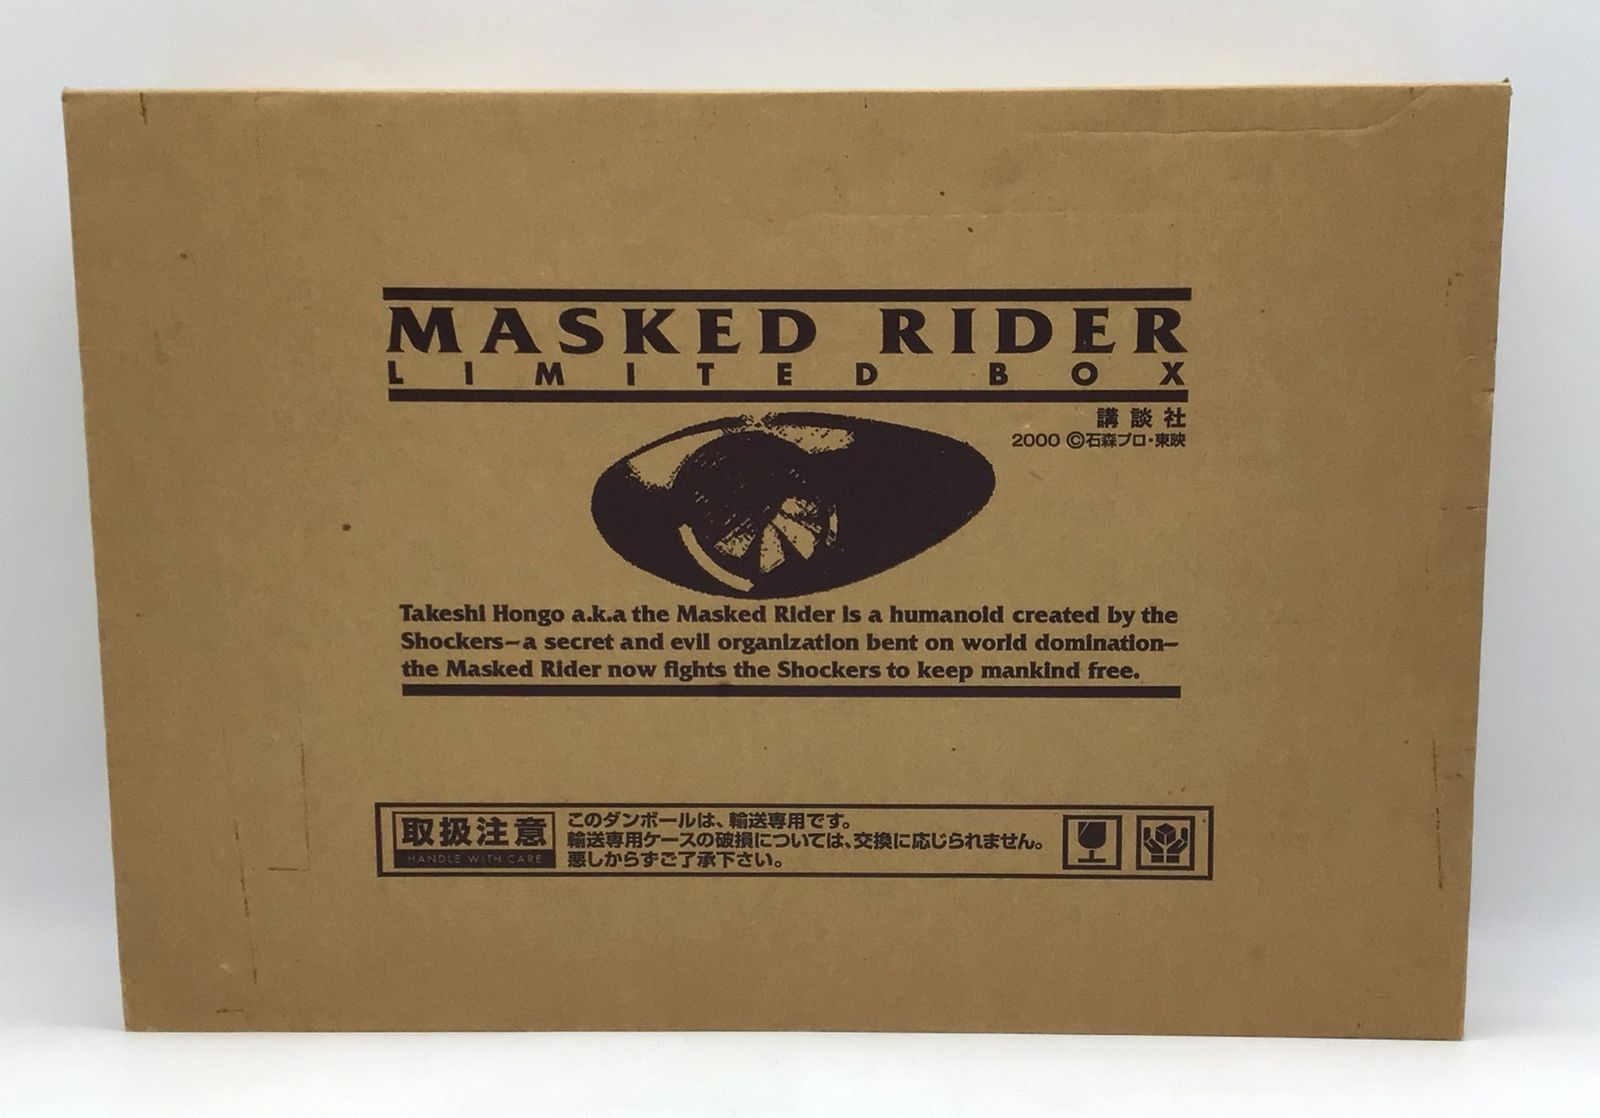 MASKED RIDER
LIMITED BOX
講談社
2000 ©石森プロ・東映
Takeshi Hongo a.k.a the Masked Rider is a humanoid created by the
Shockers—a secret and evil organization bent on world domination—
the Masked Rider now fights the Shockers to keep mankind free.
取扱注意
HANDLE WITH CARE
このダンボールは、輸送専用です。
輸送専用ケースの破損については、交換に応じられません。
悪しからずご了承下さい。